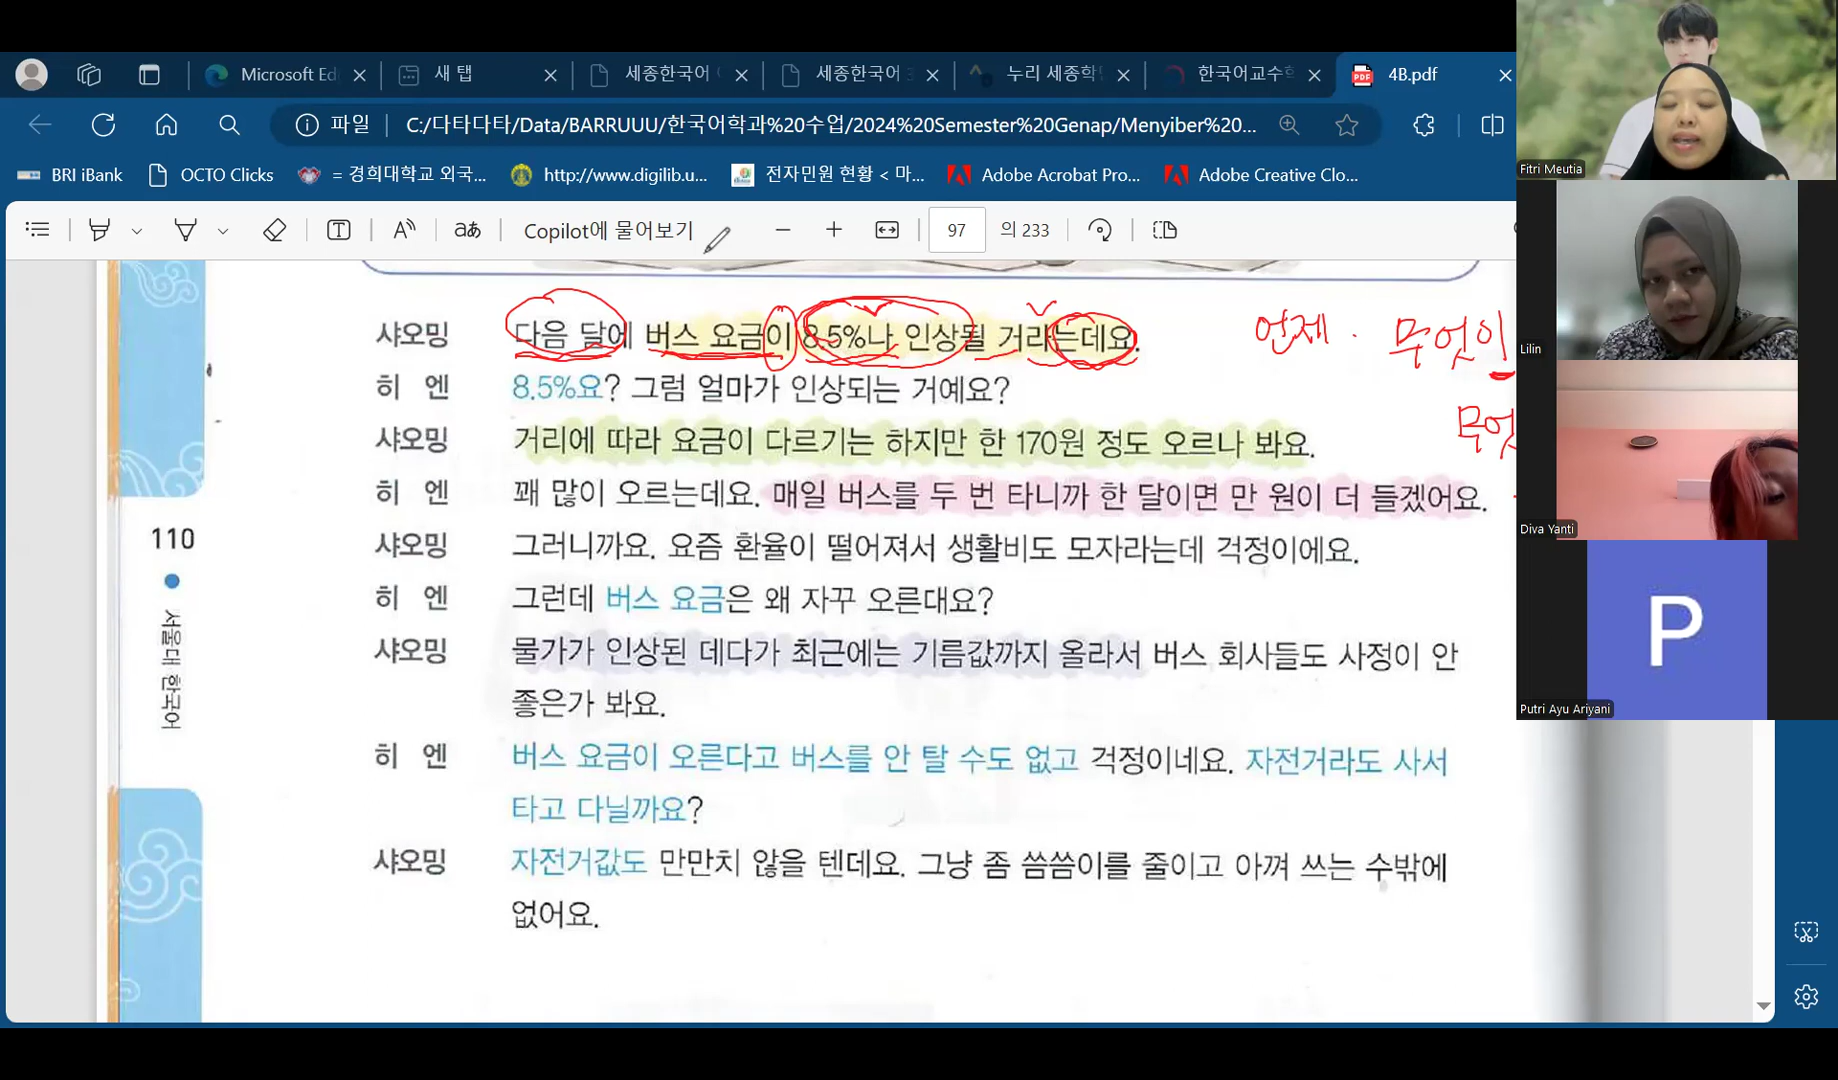 Microsoft Ed
새 탭
세종한국어
세종한국어 3
누리 세종학
한국어교수학
4B.pdf
파일
C:/다타다타/Data/BARRUUU/한국어학과%20수업/2024%20Semester%20Genap/Menyiber%20...
BRI iBank
OCTO Clicks
= 경희대학교 외국...
http://www.digilib.u...
전자민원 현황 < 마...
Adobe Acrobat Pro...
Adobe Creative Clo...
Copilot에 물어보기
97
의 233
샤오밍 다음 달에 버스 요금이 8.5%나 인상될 거라는데요.
언제 · 무엇이
히 엔 8.5%요? 그럼 얼마가 인상되는 거예요?
무엇
샤오밍 거리에 따라 요금이 다르기는 하지만 한 170원 정도 오르나 봐요.
히 엔 꽤 많이 오르는데요. 매일 버스를 두 번 타니까 한 달이면 만 원이 더 들겠어요.
샤오밍 그러니까요. 요즘 환율이 떨어져서 생활비도 모자라는데 걱정이에요.
히 엔 그런데 버스 요금은 왜 자꾸 오른대요?
샤오밍 물가가 인상된 데다가 최근에는 기름값까지 올라서 버스 회사들도 사정이 안
좋은가 봐요.
히 엔 버스 요금이 오른다고 버스를 안 탈 수도 없고 걱정이네요. 자전거라도 사서
타고 다닐까요?
샤오밍 자전거값도 만만치 않을 텐데요. 그냥 좀 씀씀이를 줄이고 아껴 쓰는 수밖에
없어요.
110
서울대 한국어
Fitri Meutia
Lilin
Diva Yanti
P
Putri Ayu Ariyani